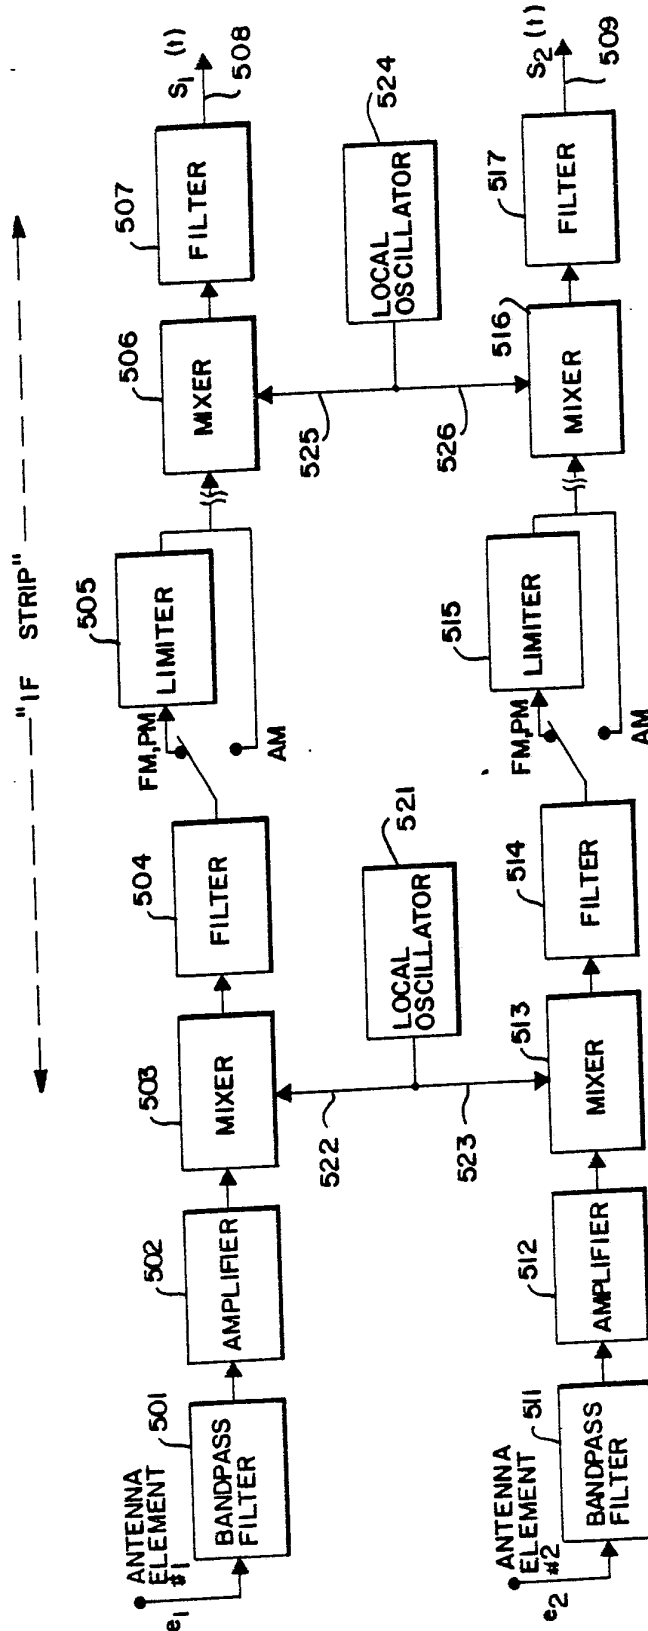 "IF STRIP"
ANTENNA
ELEMENT
#1
e1
501
BANDPASS
FILTER
502
AMPLIFIER
503
MIXER
504
FILTER
FM,PM
AM
505
LIMITER
506
MIXER
507
FILTER
S1 (t)
508
522
523
521
LOCAL
OSCILLATOR
525
526
524
LOCAL
OSCILLATOR
ANTENNA
ELEMENT
#2
e2
511
BANDPASS
FILTER
512
AMPLIFIER
513
MIXER
514
FILTER
FM,PM
AM
515
LIMITER
516
MIXER
517
FILTER
S2 (t)
509